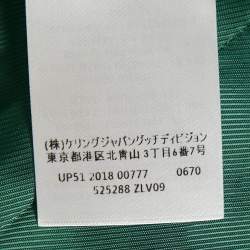 (株)ケリングジャパングッチディビジョン
東京都港区北青山 3丁目6番7号
UP51 2018 00777 0670
525288 ZLV09